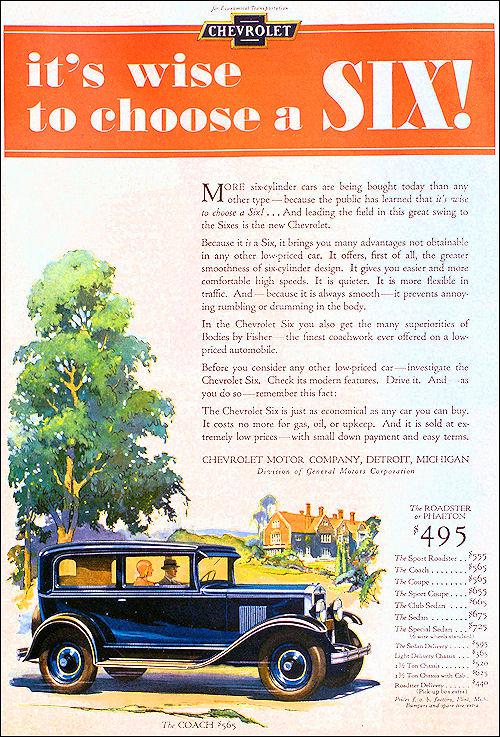 for Economical Transportation
CHEVROLET
it's wise
to choose a SIX!
MORE six-cylinder cars are being bought today than any
other type—because the public has learned that it's wise
to choose a Six! . . . And leading the field in this great swing to
the Sixes is the new Chevrolet.
Because it is a Six, it brings you many advantages not obtainable
in any other low-priced car. It offers, first of all, the greater
smoothness of six-cylinder design. It gives you easier and more
comfortable high speeds. It is quieter. It is more flexible in
traffic. And—because it is always smooth—it prevents annoy-
ing rumbling or drumming in the body.
In the Chevrolet Six you also get the many superiorities of
Bodies by Fisher—the finest coachwork ever offered on a low-
priced automobile.
Before you consider any other low-priced car—investigate the
Chevrolet Six. Check its modern features. Drive it. And—as
you do so—remember this fact:
The Chevrolet Six is just as economical as any car you can buy.
It costs no more for gas, oil, or upkeep. And it is sold at ex-
tremely low prices—with small down payment and easy terms.
CHEVROLET MOTOR COMPANY, DETROIT, MICHIGAN
Division of General Motors Corporation
The ROADSTER
or PHAETON
$495
The Sport Roadster . . $555
The Coach . . . . . . . $565
The Coupe . . . . . . . $565
The Sport Coupe . . . . $655
The Club Sedan . . . . $665
The Sedan . . . . . . . $675
The Special Sedan . . . $725
(6 wire wheels standard)
The Sedan Delivery . . . . $595
Light Delivery Chassis . . . $365
1½ Ton Chassis . . . . . . . $520
1½ Ton Chassis with Cab . $625
Roadster Delivery . . . . . . $440
(Pick-up box extra)
Prices f. o. b. factory, Flint, Mich.
Bumpers and spare tire extra
The COACH $565